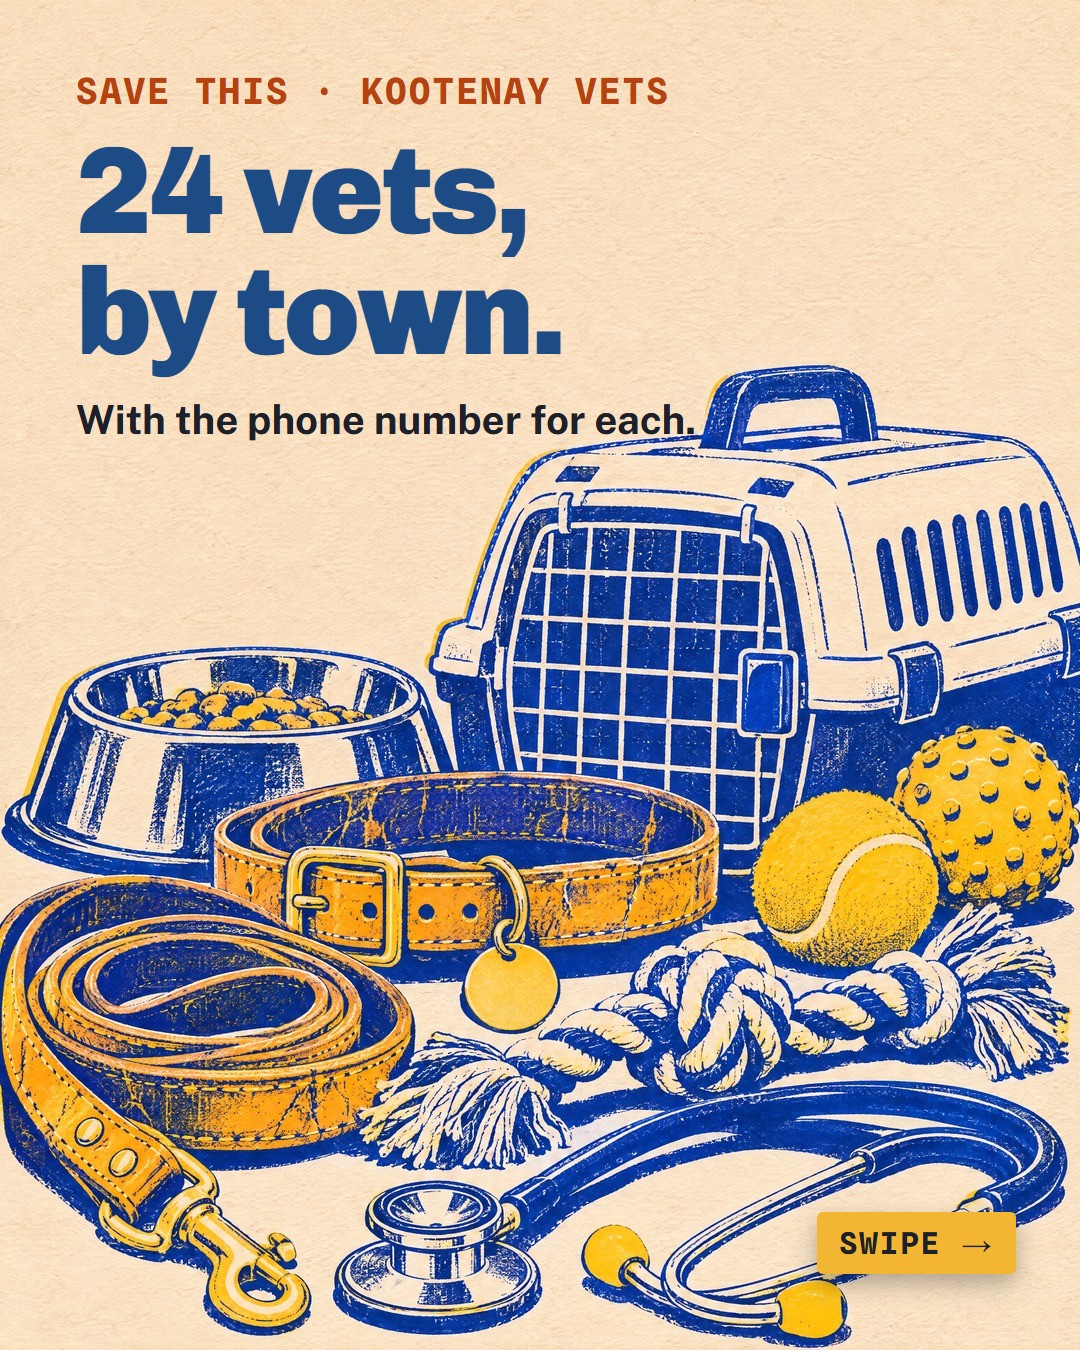 SAVE THIS · KOOTENAY VETS
24 vets,
by town.
With the phone number for each.
SWIPE →